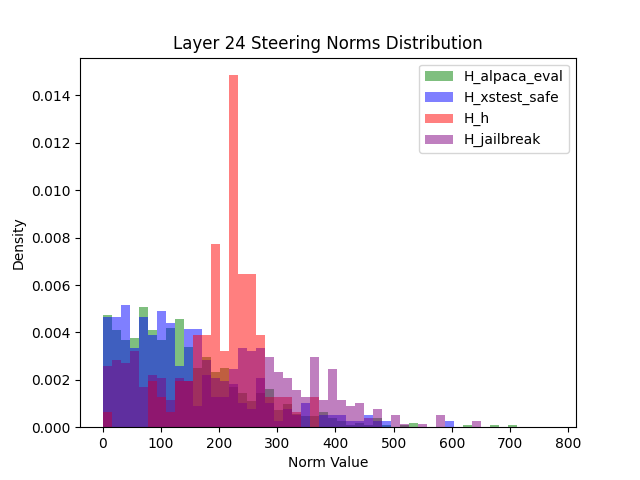 Layer 24 Steering Norms Distribution
H_alpaca_eval
H_xstest_safe
H_h
H_jailbreak
0.014
0.012
0.010
0.008
0.006
0.004
0.002
0.000
Density
0 100 200 300 400 500 600 700 800
Norm Value